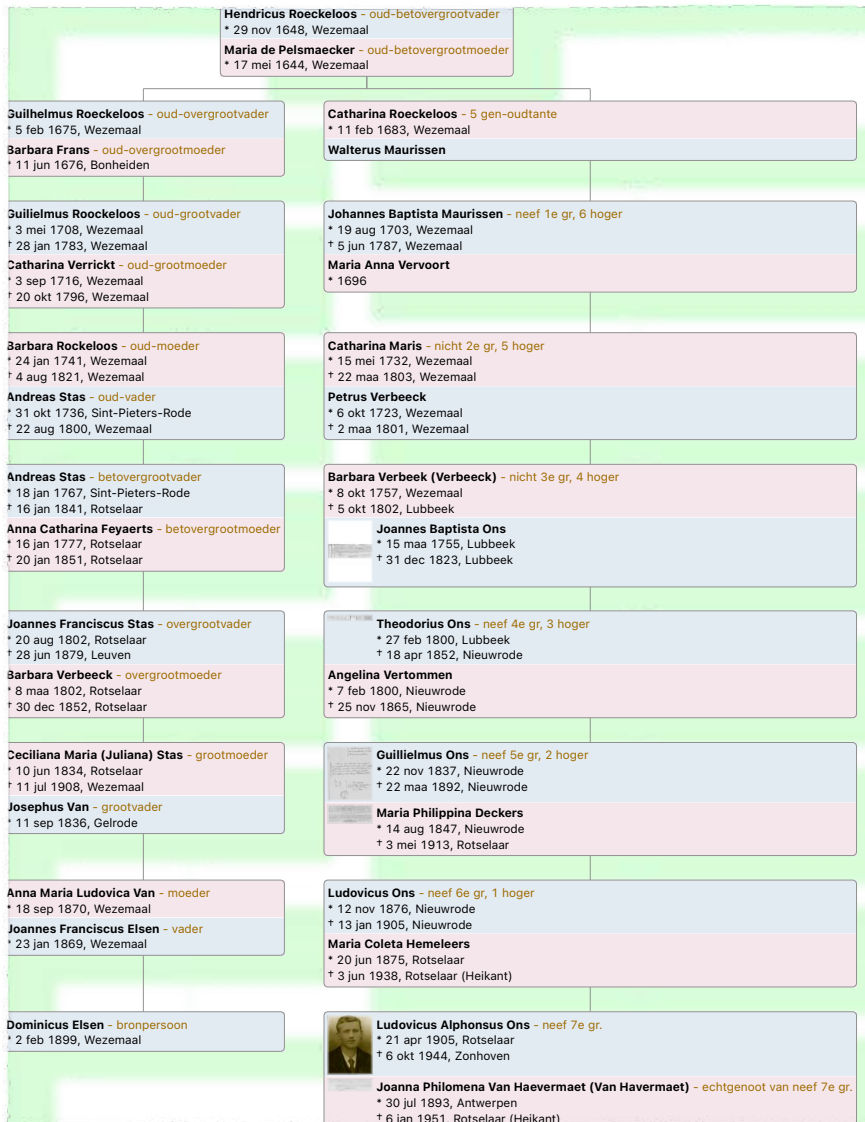 Hendricus Roeckeloos - oud-betovergrootvader
* 29 nov 1648, Wezemaal
Maria de Pelsmaecker - oud-betovergrootmoeder
* 17 mei 1644, Wezemaal
Guilhelmus Roeckeloos - oud-overgrootvader
* 5 feb 1675, Wezemaal
Barbara Frans - oud-overgrootmoeder
* 11 jun 1676, Bonheiden
Catharina Roeckeloos - 5 gen-oudtante
* 11 feb 1683, Wezemaal
Walterus Maurissen
Guilielmus Roockeloos - oud-grootvader
* 3 mei 1708, Wezemaal
† 28 jan 1783, Wezemaal
Catharina Verrickt - oud-grootmoeder
* 3 sep 1716, Wezemaal
† 20 okt 1796, Wezemaal
Johannes Baptista Maurissen - neef 1e gr, 6 hoger
* 19 aug 1703, Wezemaal
† 5 jun 1787, Wezemaal
Maria Anna Vervoort
* 1696
Barbara Rockeloos - oud-moeder
* 24 jan 1741, Wezemaal
† 4 aug 1821, Wezemaal
Andreas Stas - oud-vader
* 31 okt 1736, Sint-Pieters-Rode
† 22 aug 1800, Wezemaal
Catharina Maris - nicht 2e gr, 5 hoger
* 15 mei 1732, Wezemaal
† 22 maa 1803, Wezemaal
Petrus Verbeeck
* 6 okt 1723, Wezemaal
† 2 maa 1801, Wezemaal
Andreas Stas - betovergrootvader
* 18 jan 1767, Sint-Pieters-Rode
† 16 jan 1841, Rotselaar
Anna Catharina Feyaerts - betovergrootmoeder
* 16 jan 1777, Rotselaar
† 20 jan 1851, Rotselaar
Barbara Verbeek (Verbeeck) - nicht 3e gr, 4 hoger
* 8 okt 1757, Wezemaal
† 5 okt 1802, Lubbeek
Joannes Baptista Ons
* 15 maa 1755, Lubbeek
† 31 dec 1823, Lubbeek
Joannes Franciscus Stas - overgrootvader
* 20 aug 1802, Rotselaar
† 28 jun 1879, Leuven
Barbara Verbeeck - overgrootmoeder
* 8 maa 1802, Rotselaar
† 30 dec 1852, Rotselaar
Theodorius Ons - neef 4e gr, 3 hoger
* 27 feb 1800, Lubbeek
† 18 apr 1852, Nieuwrode
Angelina Vertommen
* 7 feb 1800, Nieuwrode
† 25 nov 1865, Nieuwrode
Ceciliana Maria (Juliana) Stas - grootmoeder
* 10 jun 1834, Rotselaar
† 11 jul 1908, Wezemaal
Josephus Van - grootvader
* 11 sep 1836, Gelrode
Guillielmus Ons - neef 5e gr, 2 hoger
* 22 nov 1837, Nieuwrode
† 22 maa 1892, Nieuwrode
Maria Philippina Deckers
* 14 aug 1847, Nieuwrode
† 3 mei 1913, Rotselaar
Anna Maria Ludovica Van - moeder
* 18 sep 1870, Wezemaal
Joannes Franciscus Elsen - vader
* 23 jan 1869, Wezemaal
Ludovicus Ons - neef 6e gr, 1 hoger
* 12 nov 1876, Nieuwrode
† 13 jan 1905, Nieuwrode
Maria Coleta Hemeleers
* 20 jun 1875, Rotselaar
† 3 jun 1938, Rotselaar (Heikant)
Dominicus Elsen - bronpersoon
* 2 feb 1899, Wezemaal
Ludovicus Alphonsus Ons - neef 7e gr.
* 21 apr 1905, Rotselaar
† 6 okt 1944, Zonhoven
Joanna Philomena Van Haevermaet (Van Havermaet) - echtgenoot van neef 7e gr.
* 30 jul 1893, Antwerpen
† 6 jan 1951, Rotselaar (Heikant)